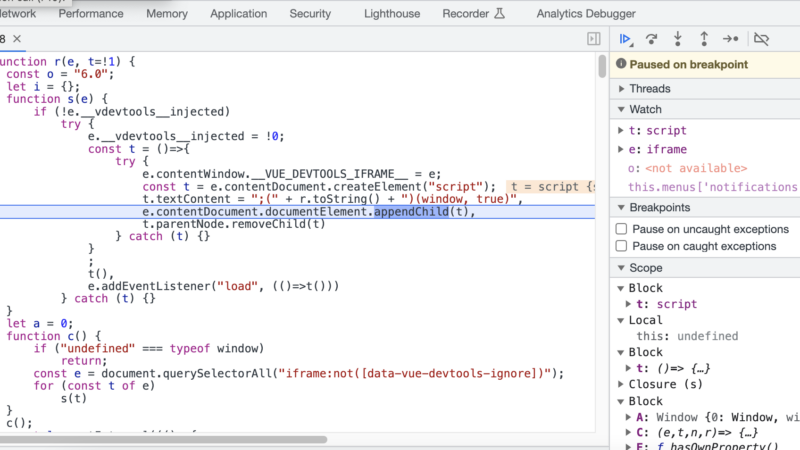 Network Performance Memory Application Security Lighthouse Recorder Analytics Debugger
8 ×
unction r(e, t=!1) {
const o = "6.0";
let i = {};
function s(e) {
if (!e.__vdevtools__injected)
try {
e.__vdevtools__injected = !0;
const t = ()=>{
try {
e.contentWindow.__VUE_DEVTOOLS_IFRAME__ = e;
const t = e.contentDocument.createElement("script"); t = script {s
t.textContent = ";(" + r.toString() + ")(window, true)",
e.contentDocument.documentElement.appendChild(t),
t.parentNode.removeChild(t)
} catch (t) {}
}
;
t(),
e.addEventListener("load", (()=>t()))
} catch (t) {}
}
let a = 0;
function c() {
if ("undefined" === typeof window)
return;
const e = document.querySelectorAll("iframe:not([data-vue-devtools-ignore])");
for (const t of e)
s(t)
}
c();
Paused on breakpoint
Threads
Watch
t: script
e: iframe
o: <not available>
this.menus['notifications
Breakpoints
Pause on uncaught exceptions
Pause on caught exceptions
Scope
Block
t: script
Local
this: undefined
Block
t: ()=> {…}
Closure (s)
Block
A: Window {0: Window, wi
C: (e,t,n,r)=> {…}
E: f hasOwnProperty()